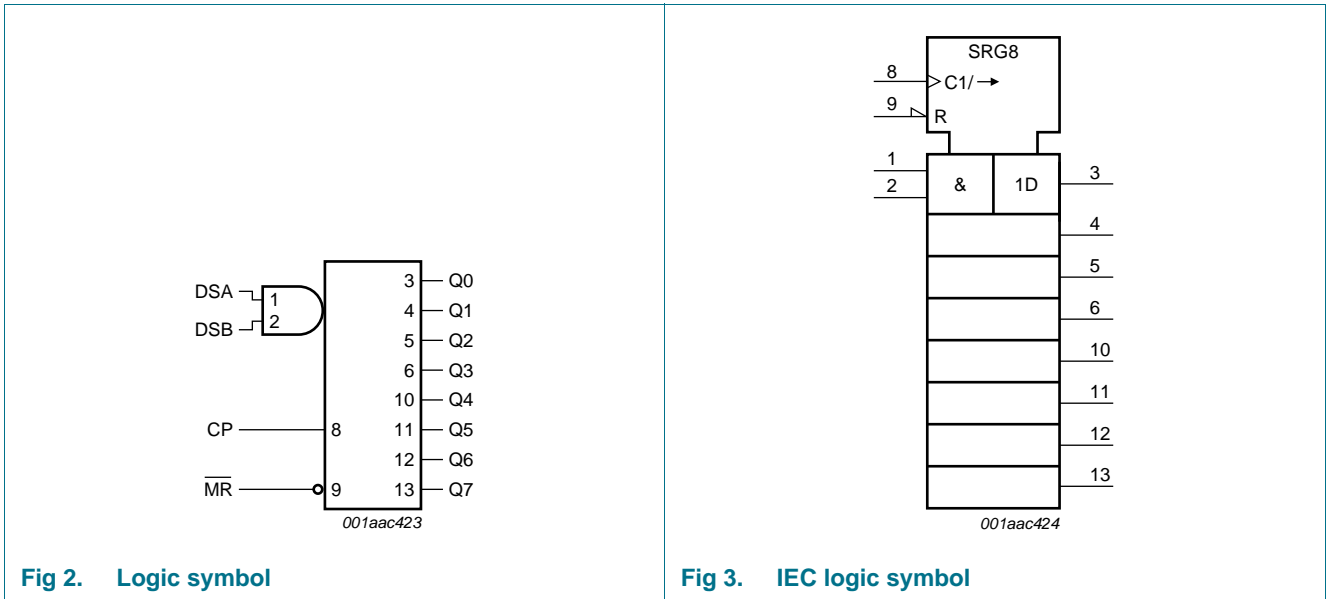 DSA
DSB
1
2
CP
8
MR
9
3 Q0
4 Q1
5 Q2
6 Q3
10 Q4
11 Q5
12 Q6
13 Q7
001aac423
Fig 2. Logic symbol
SRG8
8 C1/→
9 R
1
2
& 1D 3
4
5
6
10
11
12
13
001aac424
Fig 3. IEC logic symbol